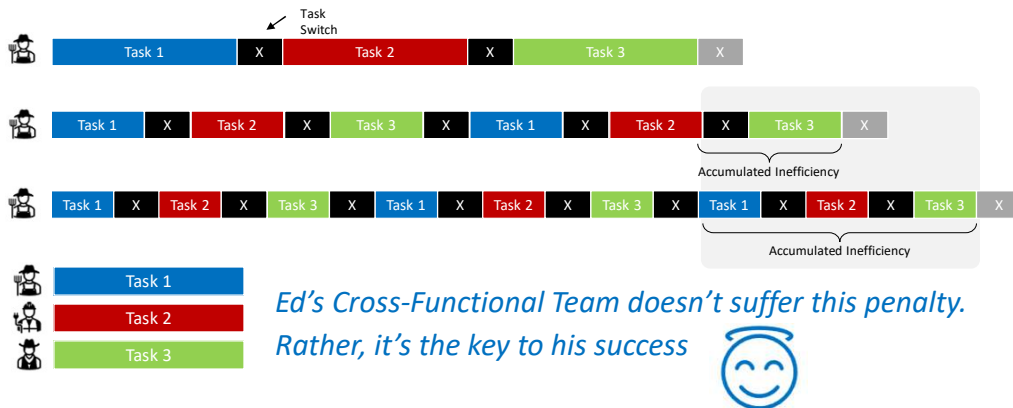 Task
Switch
Task 1 X Task 2 X Task 3 X
Task 1 X Task 2 X Task 3 X Task 1 X Task 2 X Task 3 X
Accumulated Inefficiency
Task 1 X Task 2 X Task 3 X Task 1 X Task 2 X Task 3 X Task 1 X Task 2 X Task 3 X
Accumulated Inefficiency
Task 1
Task 2
Task 3
Ed’s Cross-Functional Team doesn’t suffer this penalty.
Rather, it’s the key to his success